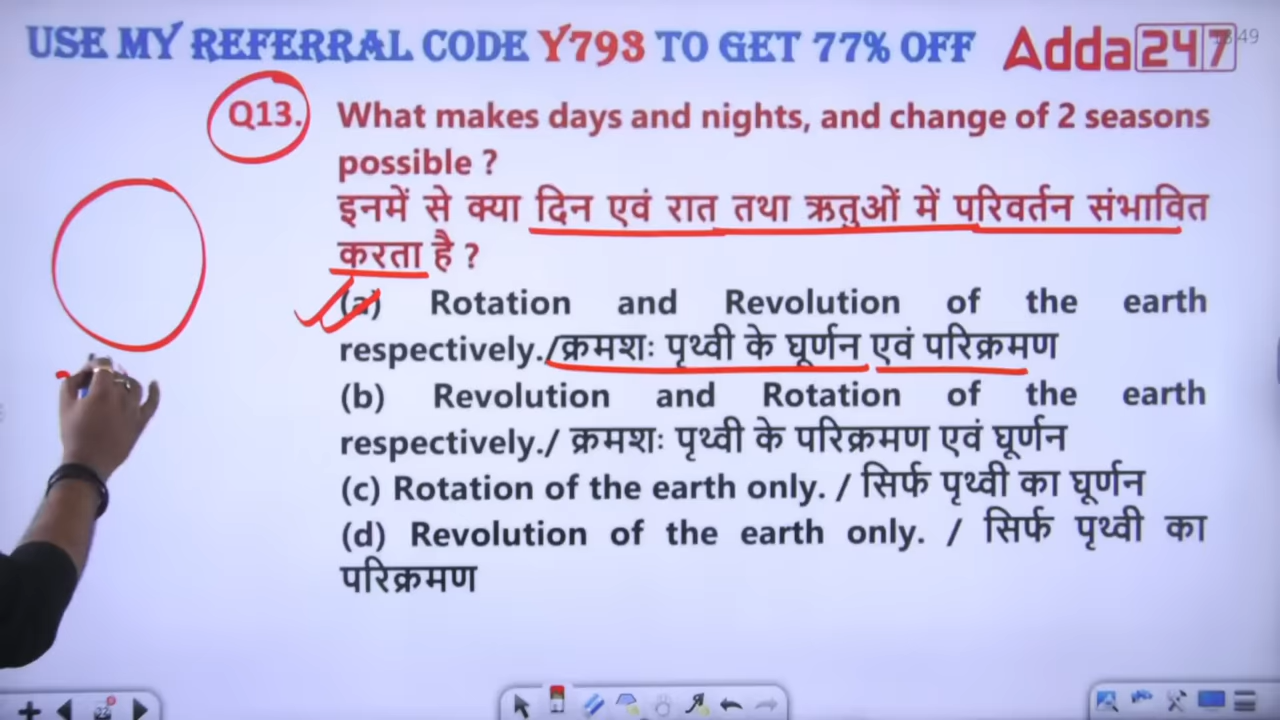 USE MY REFERRAL CODE Y793 TO GET 77% OFF
Adda247
Q13. What makes days and nights, and change of 2 seasons
possible ?
इनमें से क्या दिन एवं रात तथा ऋतुओं में परिवर्तन संभावित
करता है ?
(a) Rotation and Revolution of the earth
respectively./क्रमशः पृथ्वी के घूर्णन एवं परिक्रमण
(b) Revolution and Rotation of the earth
respectively./ क्रमशः पृथ्वी के परिक्रमण एवं घूर्णन
(c) Rotation of the earth only. / सिर्फ पृथ्वी का घूर्णन
(d) Revolution of the earth only. / सिर्फ पृथ्वी का
परिक्रमण